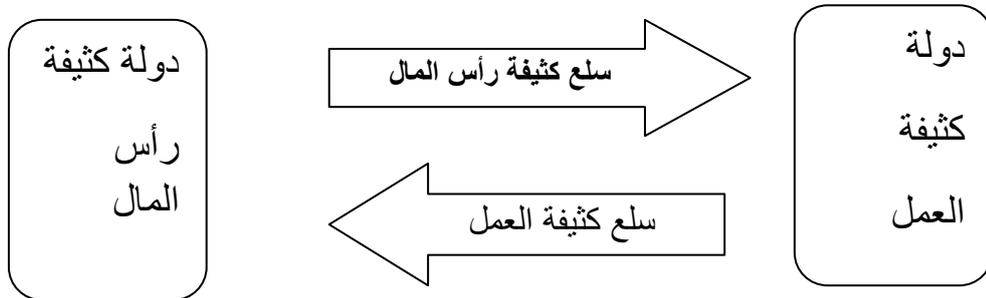 دولة
كثيفة
العمل
سلع كثيفة رأس المال
سلع كثيفة العمل
دولة كثيفة
رأس
المال